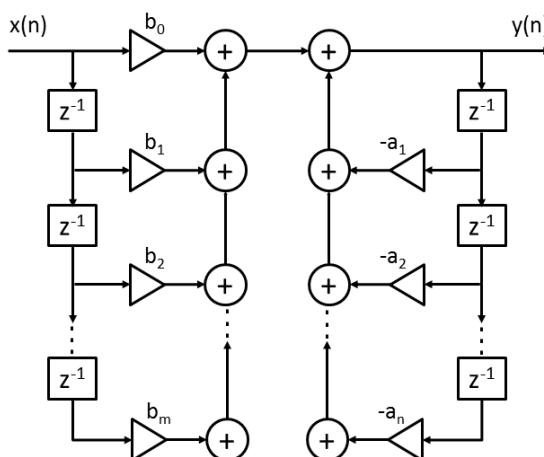 x(n) b₀ + + y(n)
z⁻¹ z⁻¹
b₁ + + -a₁
z⁻¹ z⁻¹
b₂ + + -a₂
z⁻¹ z⁻¹
bₘ + + -aₙ